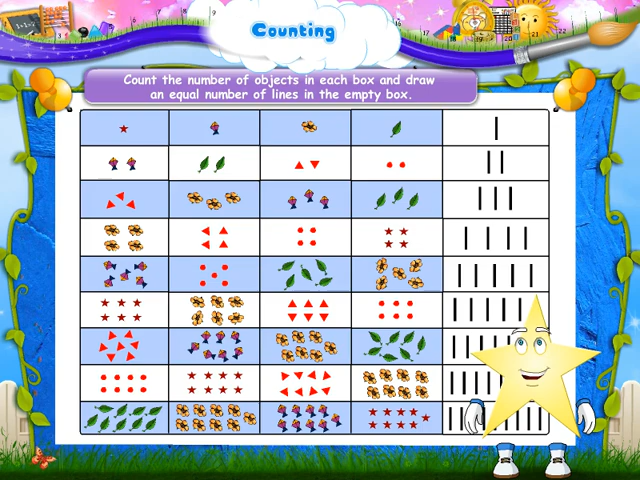 Counting
Count the number of objects in each box and draw
an equal number of lines in the empty box.